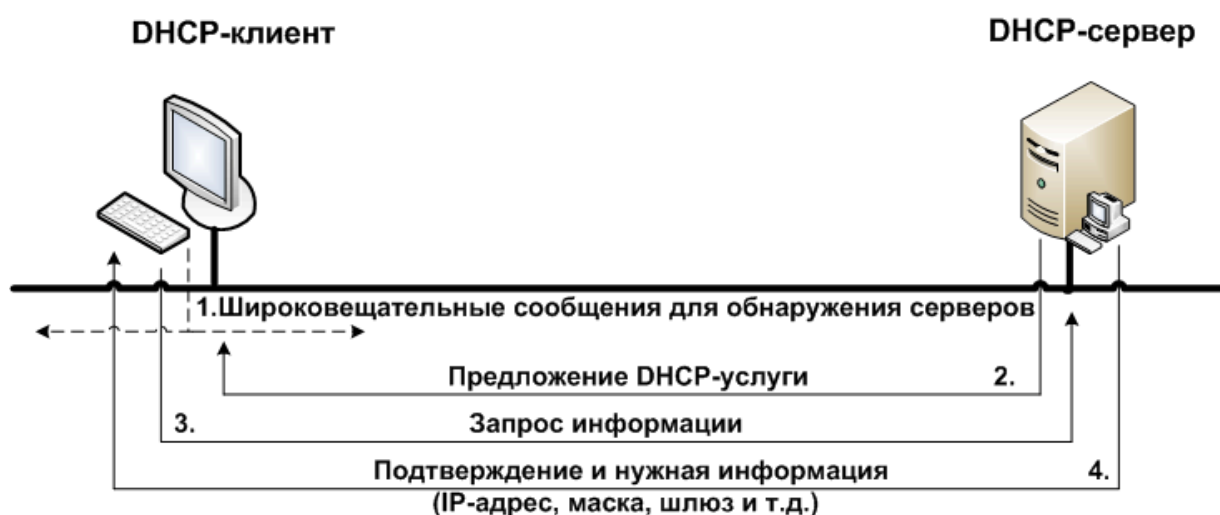 DHCP-клиент
DHCP-сервер
1.Широковещательные сообщения для обнаружения серверов
Предложение DHCP-услуги 2.
3. Запрос информации
Подтверждение и нужная информация 4.
(IP-адрес, маска, шлюз и т.д.)